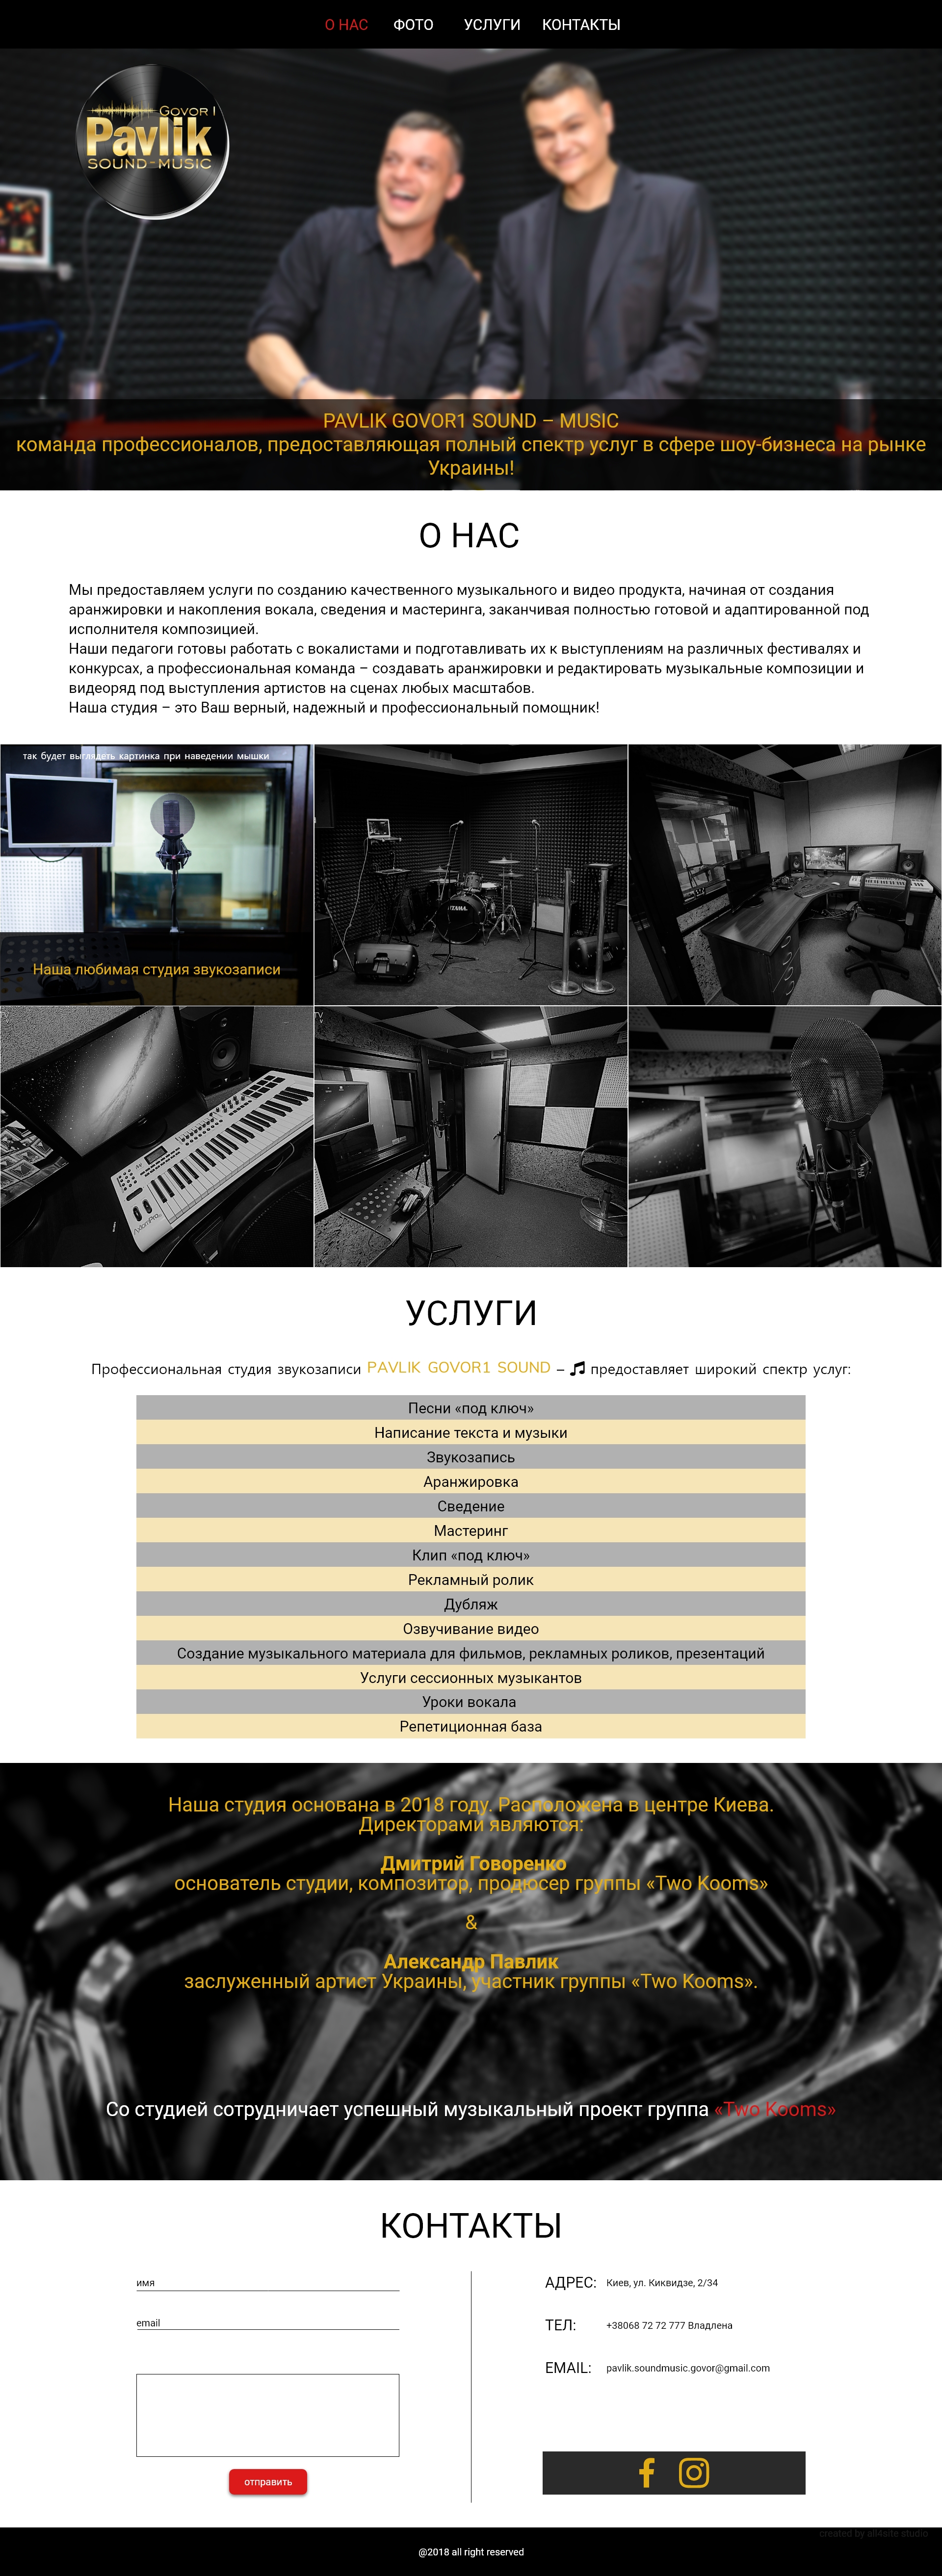 О НАС ФОТО УСЛУГИ КОНТАКТЫ
GOVOR 1
Pavlik
SOUND-MUSIC
PAVLIK GOVOR1 SOUND – MUSIC
команда профессионалов, предоставляющая полный спектр услуг в сфере шоу-бизнеса на рынке
Украины!
О НАС
Мы предоставляем услуги по созданию качественного музыкального и видео продукта, начиная от создания
аранжировки и накопления вокала, сведения и мастеринга, заканчивая полностью готовой и адаптированной под
исполнителя композицией.
Наши педагоги готовы работать с вокалистами и подготавливать их к выступлениям на различных фестивалях и
конкурсах, а профессиональная команда – создавать аранжировки и редактировать музыкальные композиции и
видеоряд под выступления артистов на сценах любых масштабов.
Наша студия – это Ваш верный, надежный и профессиональный помощник!
так будет выглядеть картинка при наведении мышки
Наша любимая студия звукозаписи
TAMA
AxiomPro
УСЛУГИ
Профессиональная студия звукозаписи PAVLIK GOVOR1 SOUND – предоставляет широкий спектр услуг:
Песни «под ключ»
Написание текста и музыки
Звукозапись
Аранжировка
Сведение
Мастеринг
Клип «под ключ»
Рекламный ролик
Дубляж
Озвучивание видео
Создание музыкального материала для фильмов, рекламных роликов, презентаций
Услуги сессионных музыкантов
Уроки вокала
Репетиционная база
Наша студия основана в 2018 году. Расположена в центре Киева.
Директорами являются:
Дмитрий Говоренко
основатель студии, композитор, продюсер группы «Two Kooms»
&
Александр Павлик
заслуженный артист Украины, участник группы «Two Kooms».
Со студией сотрудничает успешный музыкальный проект группа «Two Kooms»
КОНТАКТЫ
имя
email
отправить
АДРЕС: Киев, ул. Киквидзе, 2/34
ТЕЛ: +38068 72 72 777 Владлена
EMAIL: pavlik.soundmusic.govor@gmail.com
created by all4site studio
@2018 all right reserved